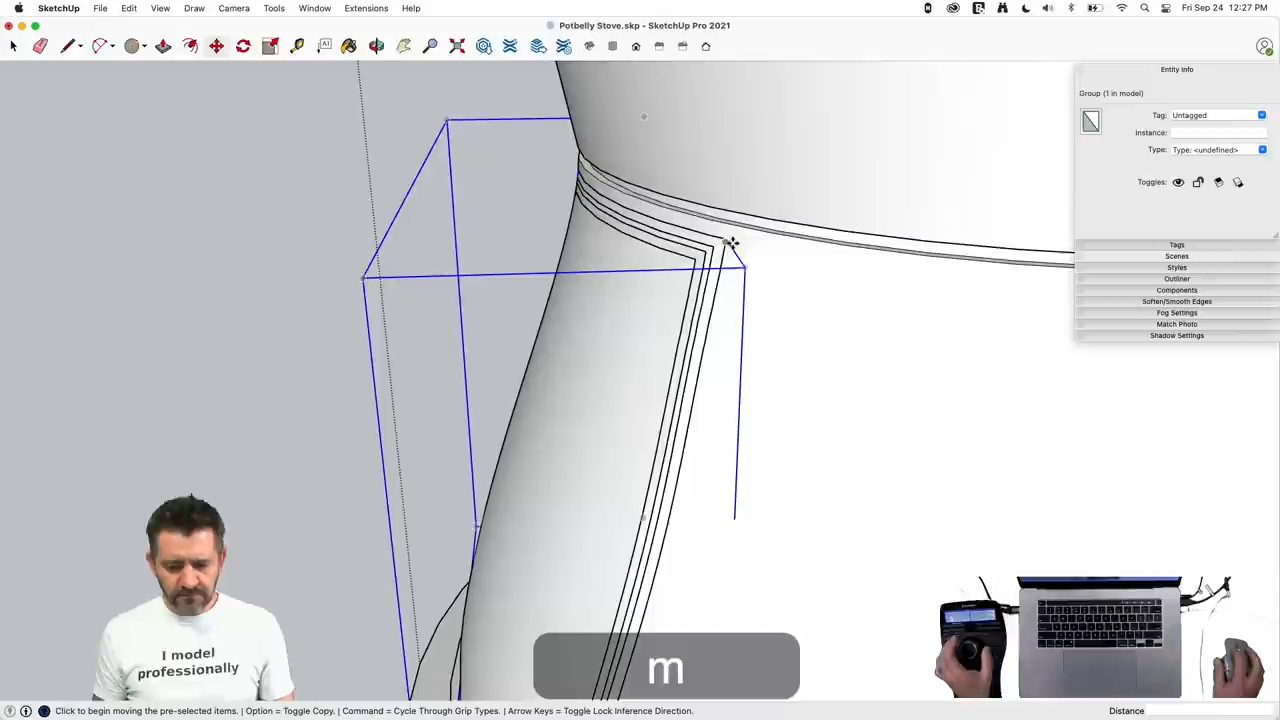 SketchUp File Edit View Draw Camera Tools Window Extensions Help
Fri Sep 24 12:27 PM
Potbelly Stove.skp - SketchUp Pro 2021
Entity Info
Group (1 in model)
Tag: Untagged
Instance:
Type: Type: <undefined>
Toggles:
Tags
Scenes
Styles
Outliner
Components
Soften/Smooth Edges
Fog Settings
Match Photo
Shadow Settings
I model
professionally
m
Click to begin moving the pre-selected items. | Option = Toggle Copy. | Command = Cycle Through Grip Types. | Arrow Keys = Toggle Lock Inference Direction.
Distance